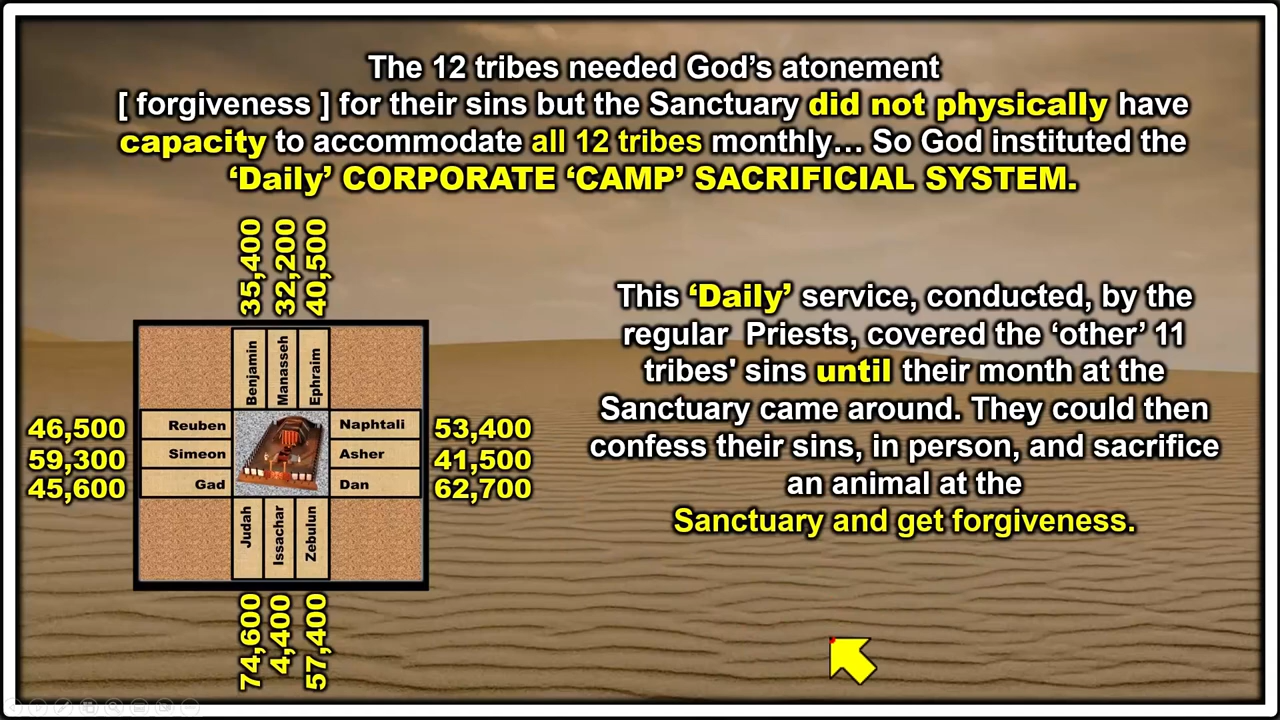 The 12 tribes needed God’s atonement
[ forgiveness ] for their sins but the Sanctuary did not physically have
capacity to accommodate all 12 tribes monthly… So God instituted the
‘Daily’ CORPORATE ‘CAMP’ SACRIFICIAL SYSTEM.
35,400
32,200
40,500
Benjamin
Manasseh
Ephraim
46,500
Reuben
Naphtali
53,400
59,300
Simeon
Asher
41,500
45,600
Gad
Dan
62,700
Judah
Issachar
Zebulun
74,600
4,400
57,400
This ‘Daily’ service, conducted, by the
regular Priests, covered the ‘other’ 11
tribes' sins until their month at the
Sanctuary came around. They could then
confess their sins, in person, and sacrifice
an animal at the
Sanctuary and get forgiveness.